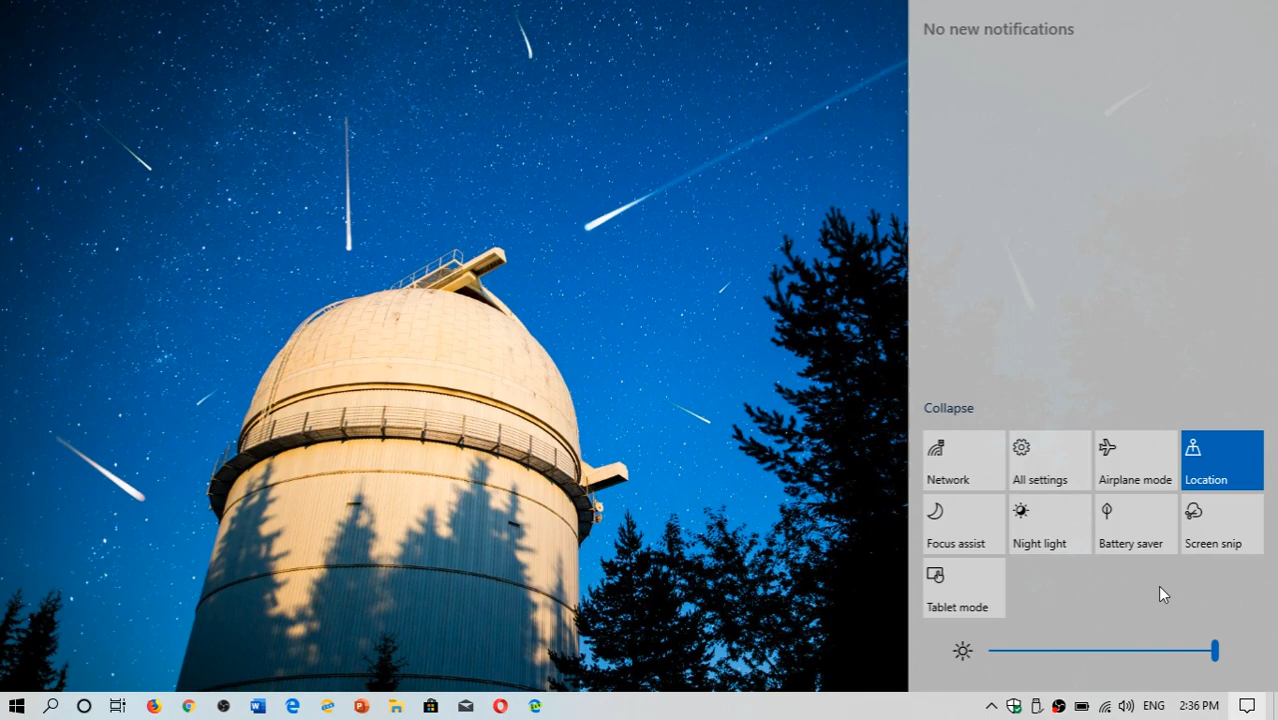 No new notifications
Collapse
Network
All settings
Airplane mode
Location
Focus assist
Night light
Battery saver
Screen snip
Tablet mode
ENG
2:36 PM